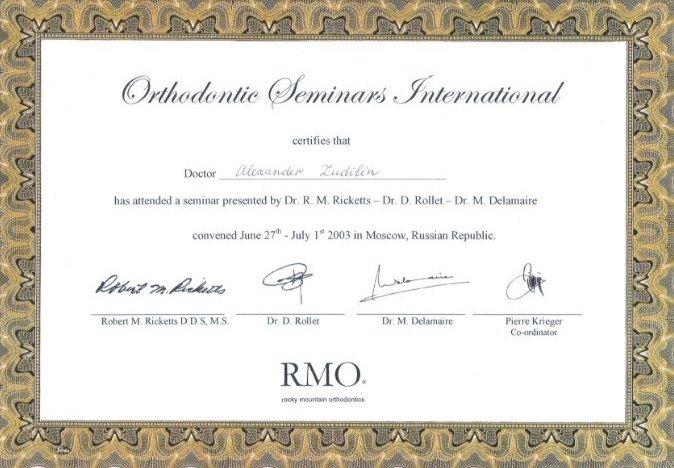 Orthodontic Seminars International
certifies that
Doctor Alexander Zudilin
has attended a seminar presented by Dr. R. M. Ricketts – Dr. D. Rollet – Dr. M. Delamaire
convened June 27th - July 1st 2003 in Moscow, Russian Republic.
Robert M Ricketts
Robert M. Ricketts D D S, M.S. Dr. D. Rollet Dr. M. Delamaire Pierre Krieger
Co-ordinator
RMO.
rocky mountain orthodontics